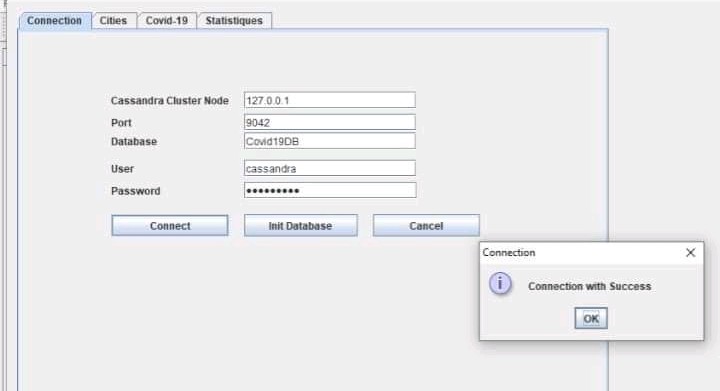 Connection Cities Covid-19 Statistiques
Cassandra Cluster Node 127.0.0.1
Port 9042
Database Covid19DB
User cassandra
Password •••••••••
Connect Init Database Cancel
Connection
Connection with Success
OK